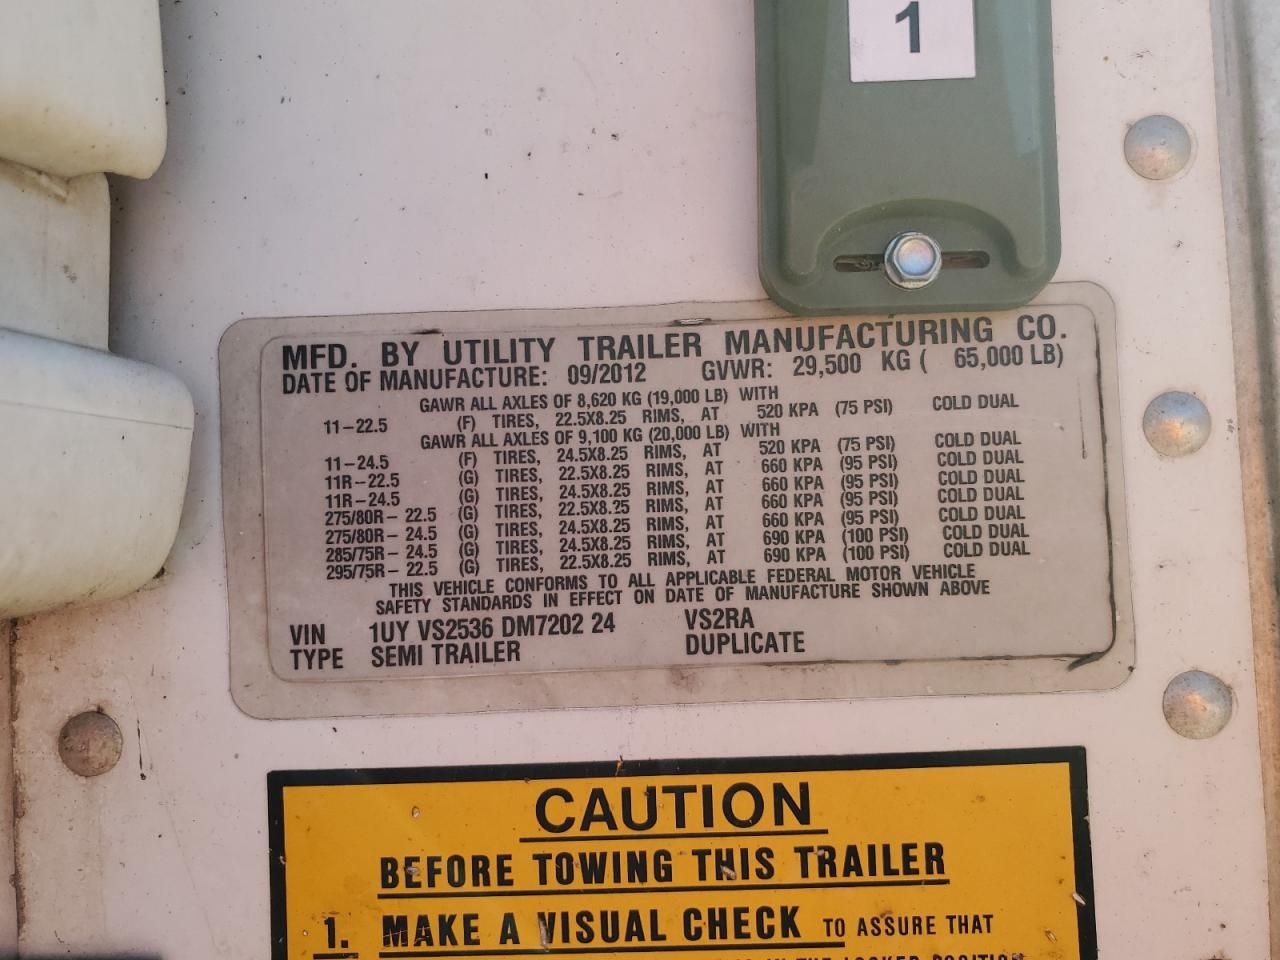 1
MFD. BY UTILITY TRAILER MANUFACTURING CO.
DATE OF MANUFACTURE: 09/2012 GVWR: 29,500 KG ( 65,000 LB)
GAWR ALL AXLES OF 8,620 KG (19,000 LB) WITH
11-22.5 (F) TIRES, 22.5X8.25 RIMS, AT 520 KPA (75 PSI) COLD DUAL
GAWR ALL AXLES OF 9,100 KG (20,000 LB) WITH
11-24.5 (F) TIRES, 24.5X8.25 RIMS, AT 520 KPA (75 PSI) COLD DUAL
11R-22.5 (G) TIRES, 22.5X8.25 RIMS, AT 660 KPA (95 PSI) COLD DUAL
11R-24.5 (G) TIRES, 24.5X8.25 RIMS, AT 660 KPA (95 PSI) COLD DUAL
275/80R- 22.5 (G) TIRES, 22.5X8.25 RIMS, AT 660 KPA (95 PSI) COLD DUAL
275/80R- 24.5 (G) TIRES, 24.5X8.25 RIMS, AT 660 KPA (95 PSI) COLD DUAL
285/75R- 24.5 (G) TIRES, 24.5X8.25 RIMS, AT 690 KPA (100 PSI) COLD DUAL
295/75R- 22.5 (G) TIRES, 22.5X8.25 RIMS, AT 690 KPA (100 PSI) COLD DUAL
THIS VEHICLE CONFORMS TO ALL APPLICABLE FEDERAL MOTOR VEHICLE
SAFETY STANDARDS IN EFFECT ON DATE OF MANUFACTURE SHOWN ABOVE
VIN 1UY VS2536 DM7202 24 VS2RA
TYPE SEMI TRAILER DUPLICATE
CAUTION
BEFORE TOWING THIS TRAILER
1. MAKE A VISUAL CHECK TO ASSURE THAT
IN THE LOCKED POSITION